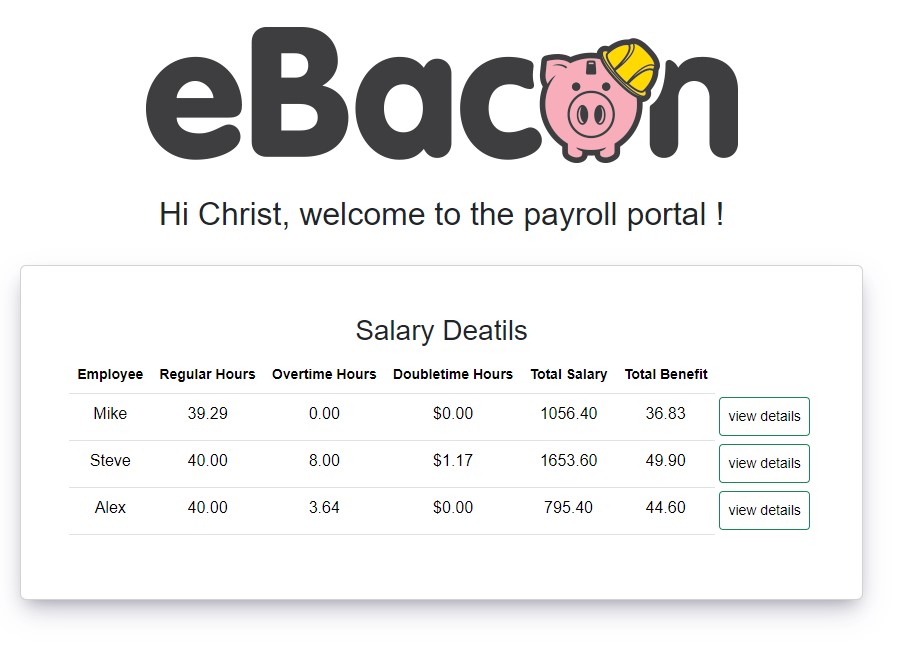 eBacon
Hi Christ, welcome to the payroll portal !
Salary Deatils
Employee Regular Hours Overtime Hours Doubletime Hours Total Salary Total Benefit
Mike 39.29 0.00 $0.00 1056.40 36.83 view details
Steve 40.00 8.00 $1.17 1653.60 49.90 view details
Alex 40.00 3.64 $0.00 795.40 44.60 view details